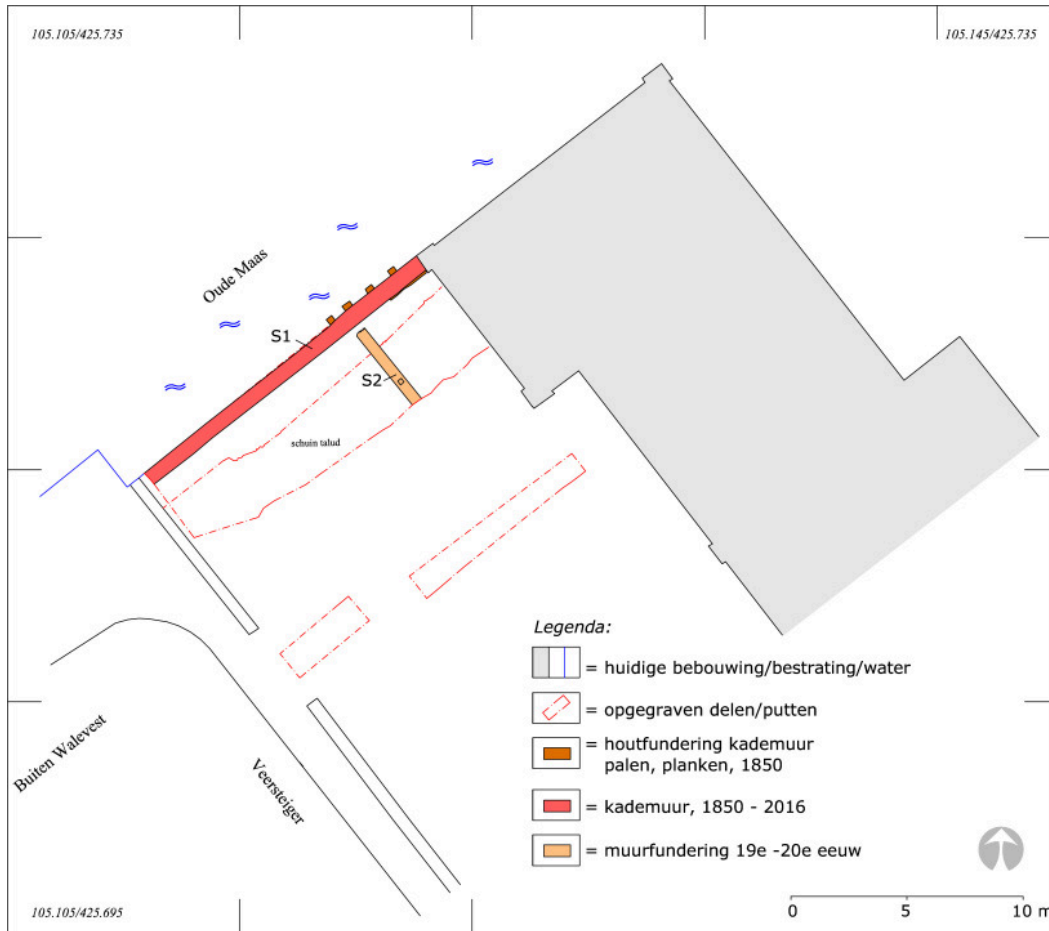 105.105/425.735
105.145/425.735
Oude Maas
S1
S2
schuin talud
Buiten Walevest
Veersteiger
Legenda:
= huidige bebouwing/bestrating/water
= opgegraven delen/putten
= houtfundering kademuur
palen, planken, 1850
= kademuur, 1850 - 2016
= muurfundering 19e -20e eeuw
105.105/425.695
0 5 10 m